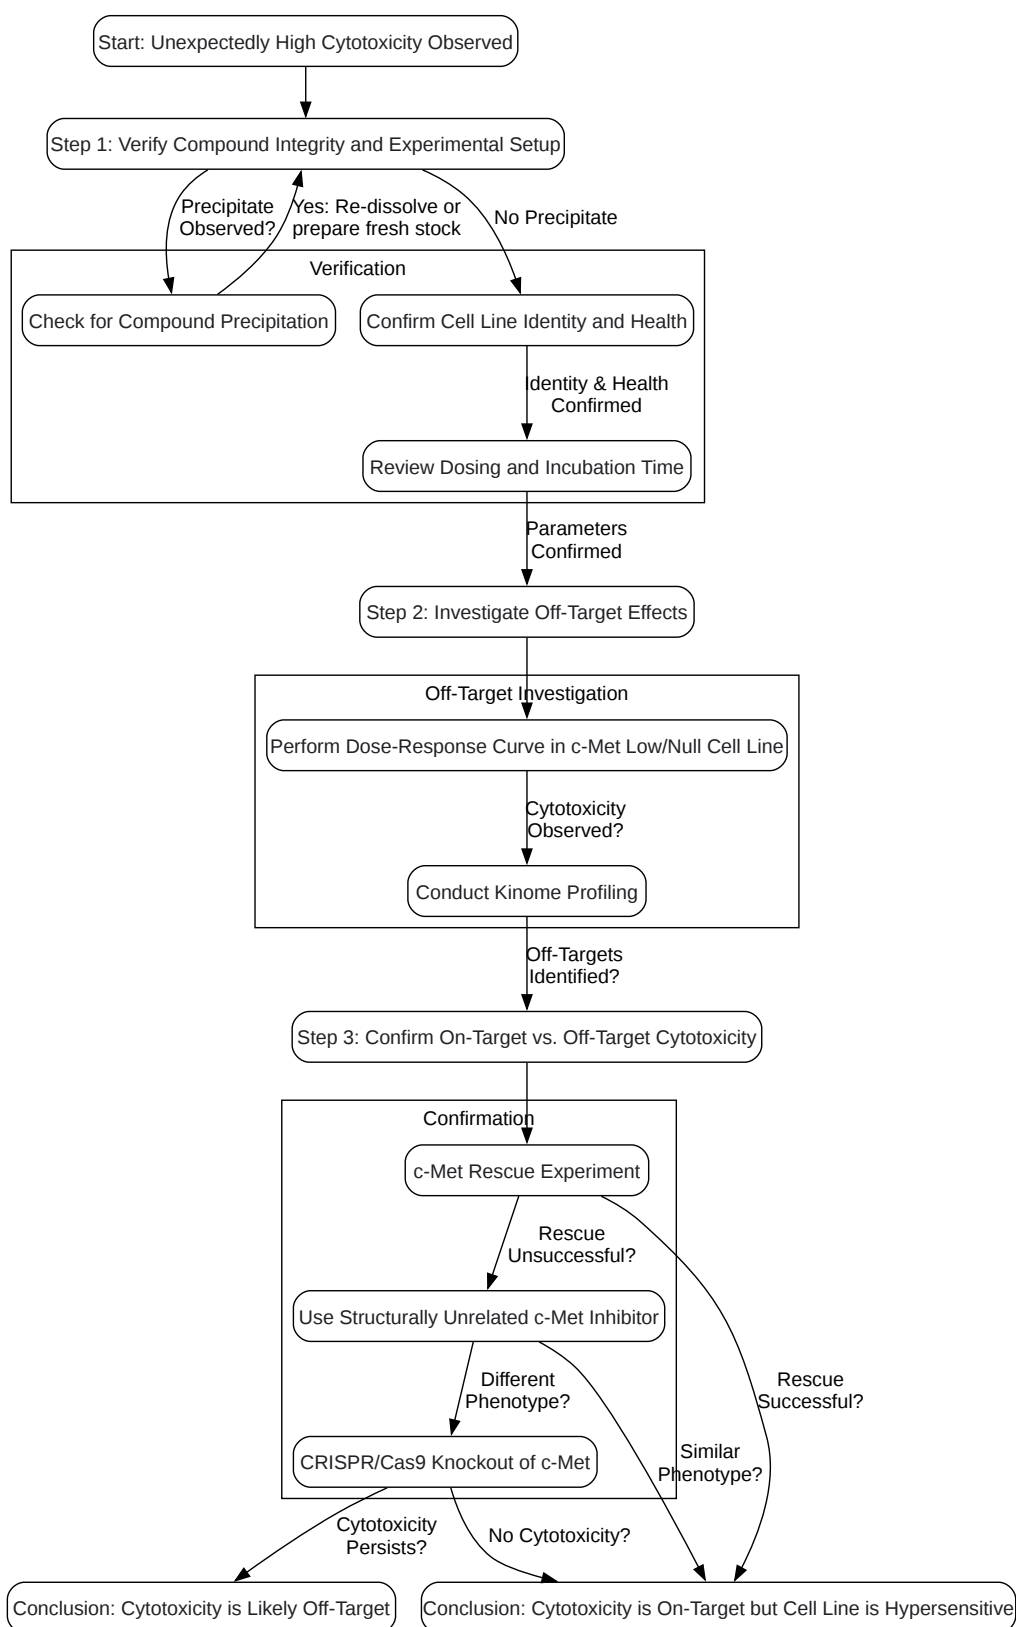 Start: Unexpectedly High Cytotoxicity Observed
Step 1: Verify Compound Integrity and Experimental Setup
Precipitate
Observed?
Yes: Re-dissolve or
prepare fresh stock
No Precipitate
Verification
Check for Compound Precipitation
Confirm Cell Line Identity and Health
Identity & Health
Confirmed
Review Dosing and Incubation Time
Parameters
Confirmed
Step 2: Investigate Off-Target Effects
Off-Target Investigation
Perform Dose-Response Curve in c-Met Low/Null Cell Line
Cytotoxicity
Observed?
Conduct Kinome Profiling
Off-Targets
Identified?
Step 3: Confirm On-Target vs. Off-Target Cytotoxicity
Confirmation
c-Met Rescue Experiment
Rescue
Unsuccessful?
Use Structurally Unrelated c-Met Inhibitor
Different
Phenotype?
Rescue
Successful?
CRISPR/Cas9 Knockout of c-Met
Similar
Phenotype?
Cytotoxicity
Persists?
No Cytotoxicity?
Conclusion: Cytotoxicity is Likely Off-Target
Conclusion: Cytotoxicity is On-Target but Cell Line is Hypersensitive